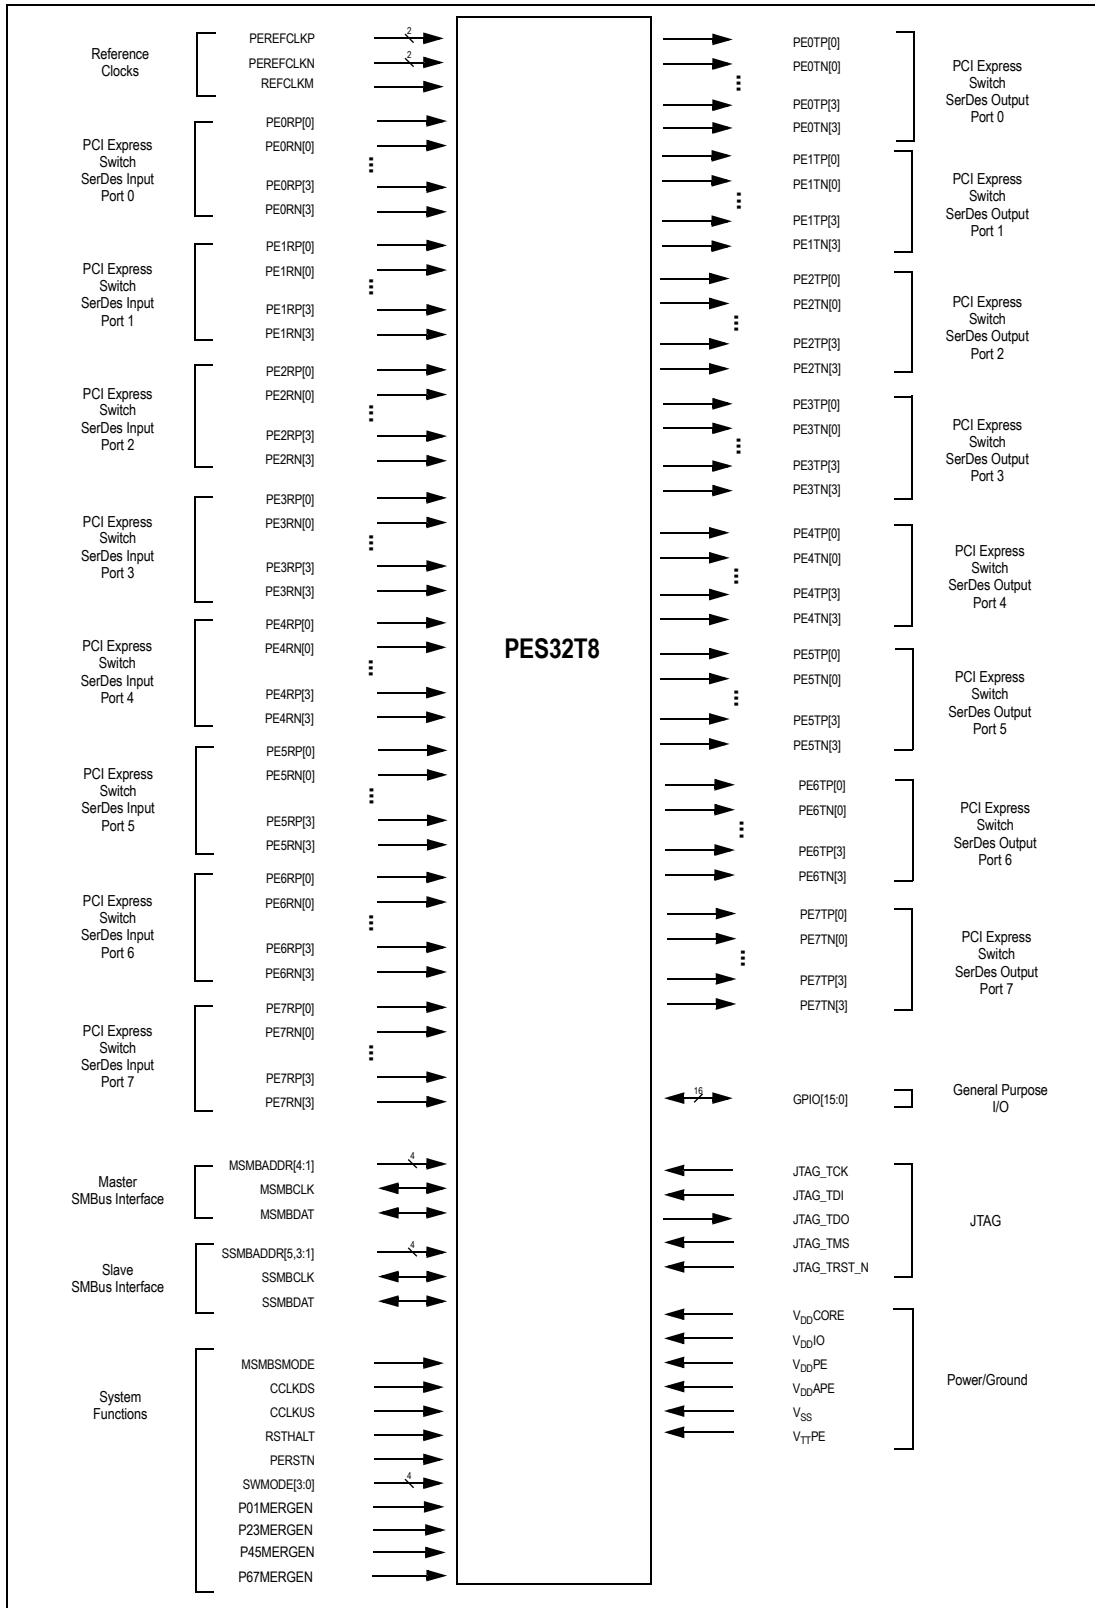 Reference
Clocks
PEREFCLKP
2
PEREFCLKN
2
REFCLKM
PCI Express
Switch
SerDes Input
Port 0
PE0RP[0]
PE0RN[0]
PE0RP[3]
PE0RN[3]
PCI Express
Switch
SerDes Input
Port 1
PE1RP[0]
PE1RN[0]
PE1RP[3]
PE1RN[3]
PCI Express
Switch
SerDes Input
Port 2
PE2RP[0]
PE2RN[0]
PE2RP[3]
PE2RN[3]
PCI Express
Switch
SerDes Input
Port 3
PE3RP[0]
PE3RN[0]
PE3RP[3]
PE3RN[3]
PCI Express
Switch
SerDes Input
Port 4
PE4RP[0]
PE4RN[0]
PE4RP[3]
PE4RN[3]
PCI Express
Switch
SerDes Input
Port 5
PE5RP[0]
PE5RN[0]
PE5RP[3]
PE5RN[3]
PCI Express
Switch
SerDes Input
Port 6
PE6RP[0]
PE6RN[0]
PE6RP[3]
PE6RN[3]
PCI Express
Switch
SerDes Input
Port 7
PE7RP[0]
PE7RN[0]
PE7RP[3]
PE7RN[3]
Master
SMBus Interface
MSMBADDR[4:1]
4
MSMBCLK
MSMBDAT
Slave
SMBus Interface
SSMBADDR[5,3:1]
4
SSMBCLK
SSMBDAT
System
Functions
MSMBSMODE
CCLKDS
CCLKUS
RSTHALT
PERSTN
SWMODE[3:0]
4
P01MERGEN
P23MERGEN
P45MERGEN
P67MERGEN
PES32T8
PE0TP[0]
PE0TN[0]
PE0TP[3]
PE0TN[3]
PCI Express
Switch
SerDes Output
Port 0
PE1TP[0]
PE1TN[0]
PE1TP[3]
PE1TN[3]
PCI Express
Switch
SerDes Output
Port 1
PE2TP[0]
PE2TN[0]
PE2TP[3]
PE2TN[3]
PCI Express
Switch
SerDes Output
Port 2
PE3TP[0]
PE3TN[0]
PE3TP[3]
PE3TN[3]
PCI Express
Switch
SerDes Output
Port 3
PE4TP[0]
PE4TN[0]
PE4TP[3]
PE4TN[3]
PCI Express
Switch
SerDes Output
Port 4
PE5TP[0]
PE5TN[0]
PE5TP[3]
PE5TN[3]
PCI Express
Switch
SerDes Output
Port 5
PE6TP[0]
PE6TN[0]
PE6TP[3]
PE6TN[3]
PCI Express
Switch
SerDes Output
Port 6
PE7TP[0]
PE7TN[0]
PE7TP[3]
PE7TN[3]
PCI Express
Switch
SerDes Output
Port 7
16
GPIO[15:0]
General Purpose
I/O
JTAG_TCK
JTAG_TDI
JTAG_TDO
JTAG_TMS
JTAG_TRST_N
JTAG
VDDCORE
VDDIO
VDDPE
VDDAPE
VSS
VTTPE
Power/Ground